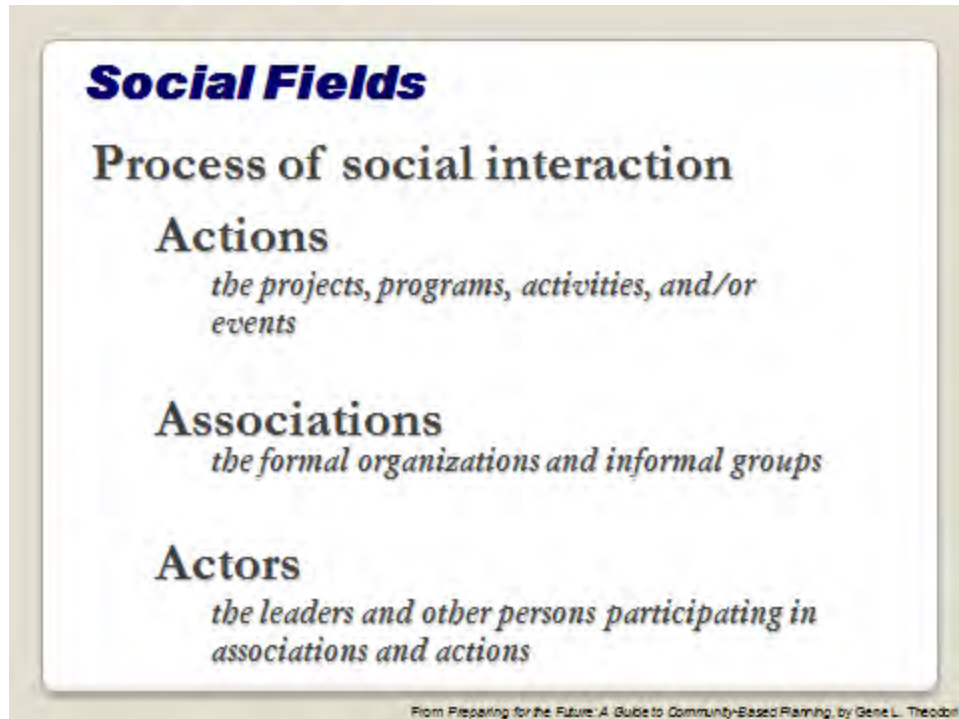 Social Fields
Process of social interaction
Actions
the projects, programs, activities, and/or
events
Associations
the formal organizations and informal groups
Actors
the leaders and other persons participating in
associations and actions
From Preparing for the Future: A Guide to Community-Based Planning, by Gene L. Theodori